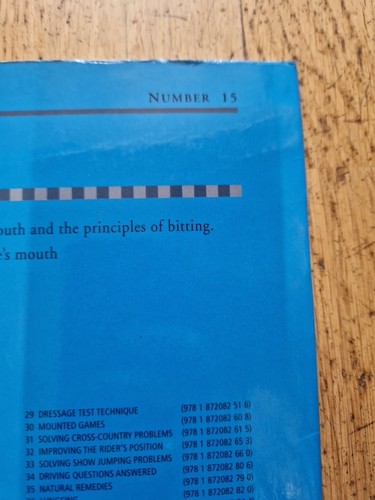 NUMBER 15
outh and the principles of bitting.
e's mouth
29 DRESSAGE TEST TECHNIQUE (978 1 872082 51 6)
30 MOUNTED GAMES (978 1 872082 60 8)
31 SOLVING CROSS-COUNTRY PROBLEMS (978 1 872082 61 5)
32 IMPROVING THE RIDER'S POSITION (978 1 872082 65 3)
33 SOLVING SHOW JUMPING PROBLEMS (978 1 872082 66 0)
34 DRIVING QUESTIONS ANSWERED (978 1 872082 80 6)
35 NATURAL REMEDIES (978 1 872082 79 0)
(978 1 872082 82 0)